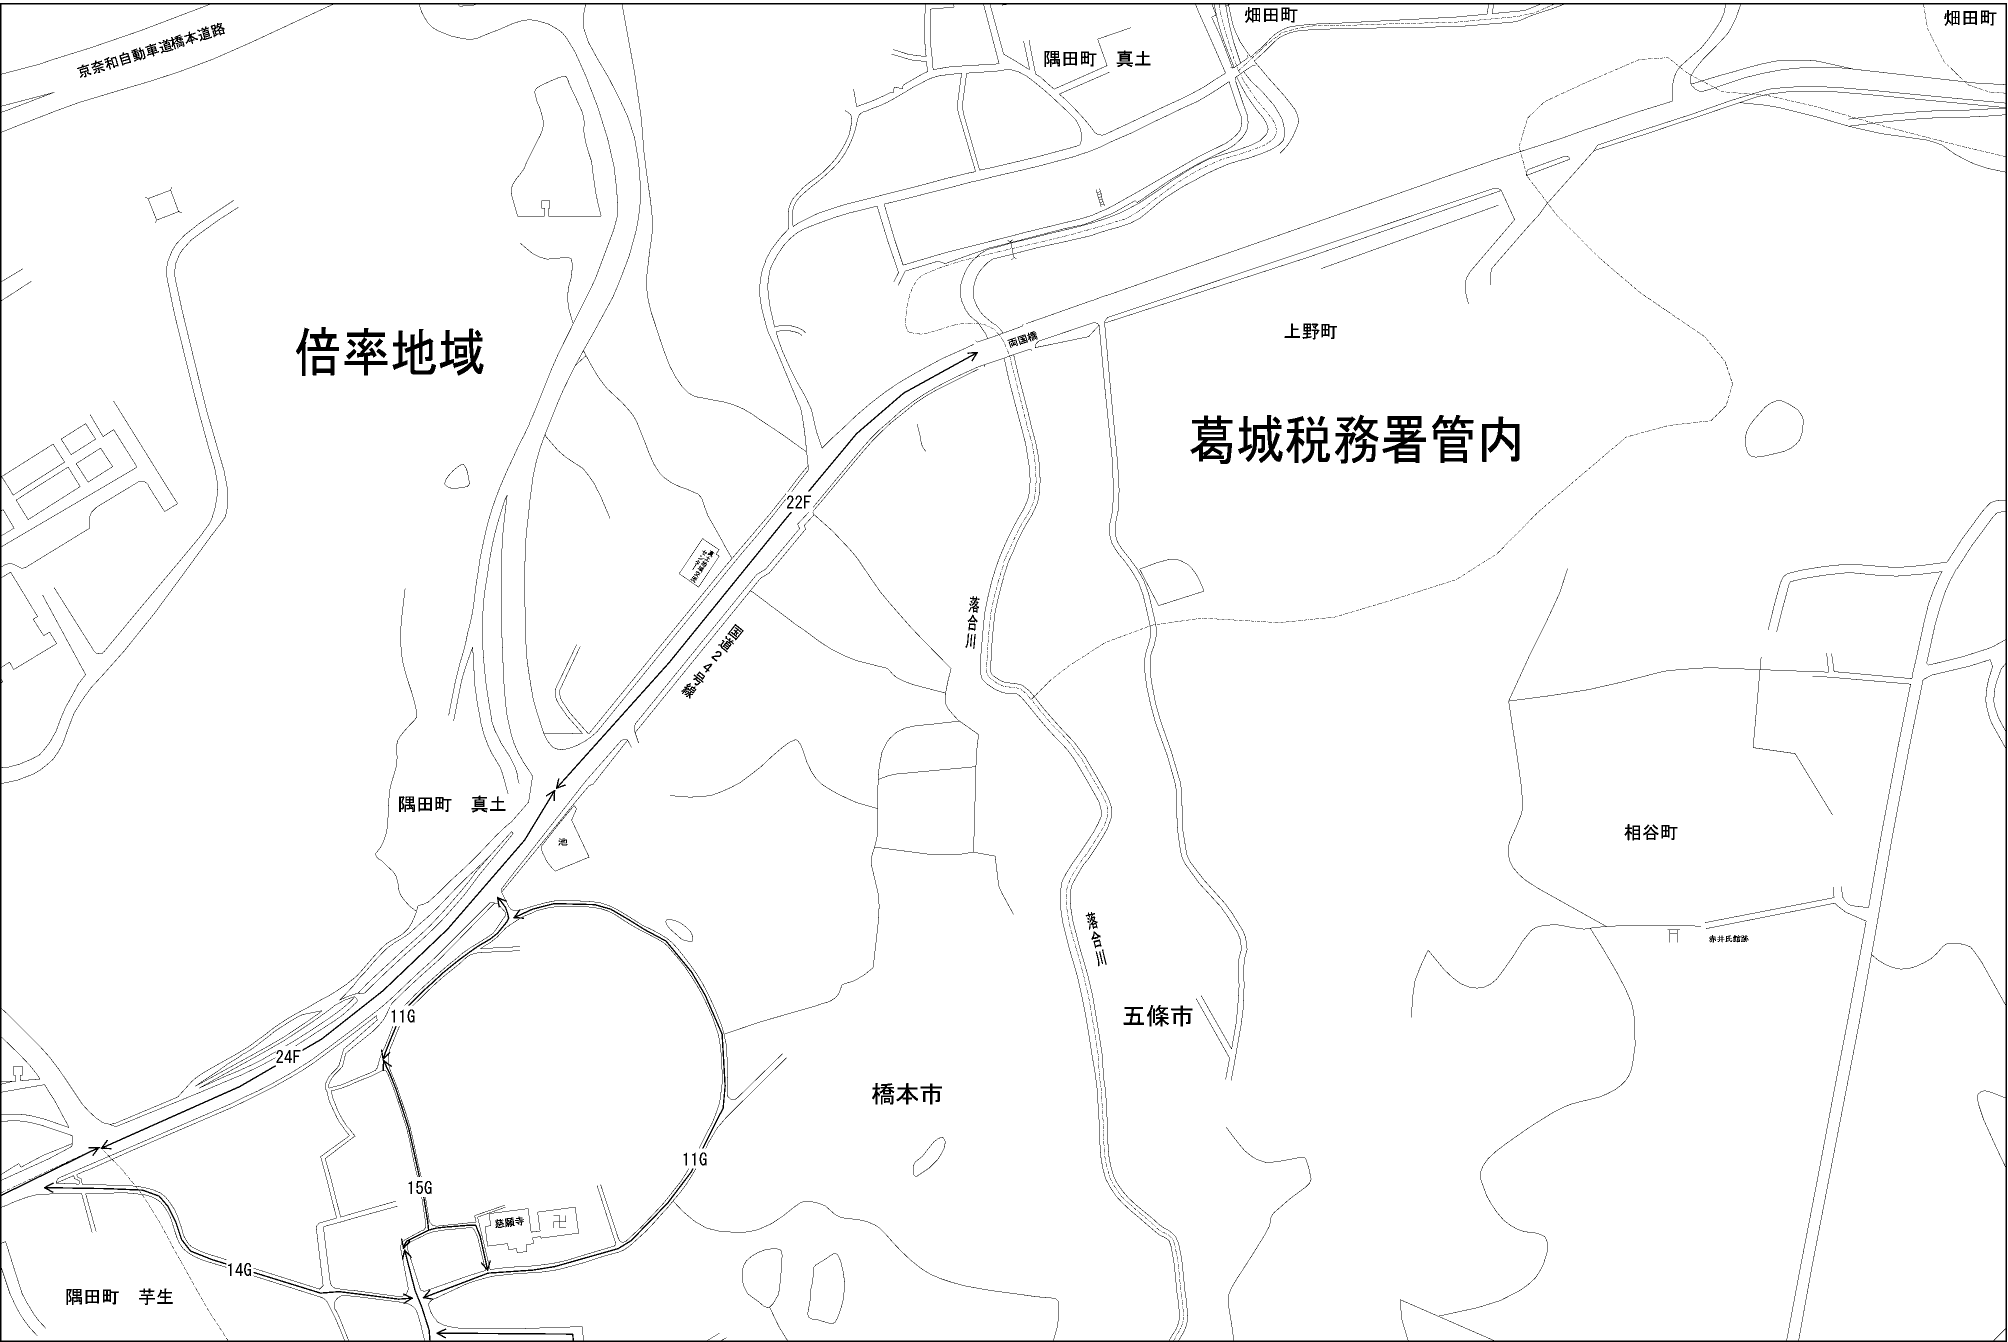 畑田町
畑田町
京奈和自動車道橋本道路
隅田町　真土
上野町
両国橋
倍率地域
葛城税務署管内
22F
落合川
国道24号線
隅田町　真土
池
相谷町
赤井氏館跡
落合川
11G
五條市
24F
橋本市
11G
15G
慈願寺
卍
14G
隅田町　芋生